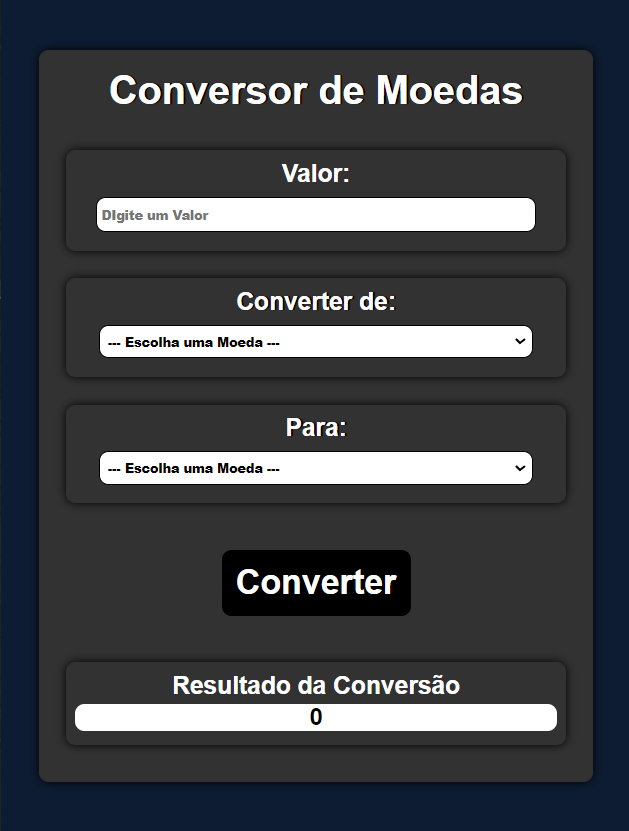 Conversor de Moedas
Valor:
DIgite um Valor
Converter de:
--- Escolha uma Moeda ---
Para:
--- Escolha uma Moeda ---
Converter
Resultado da Conversão
0